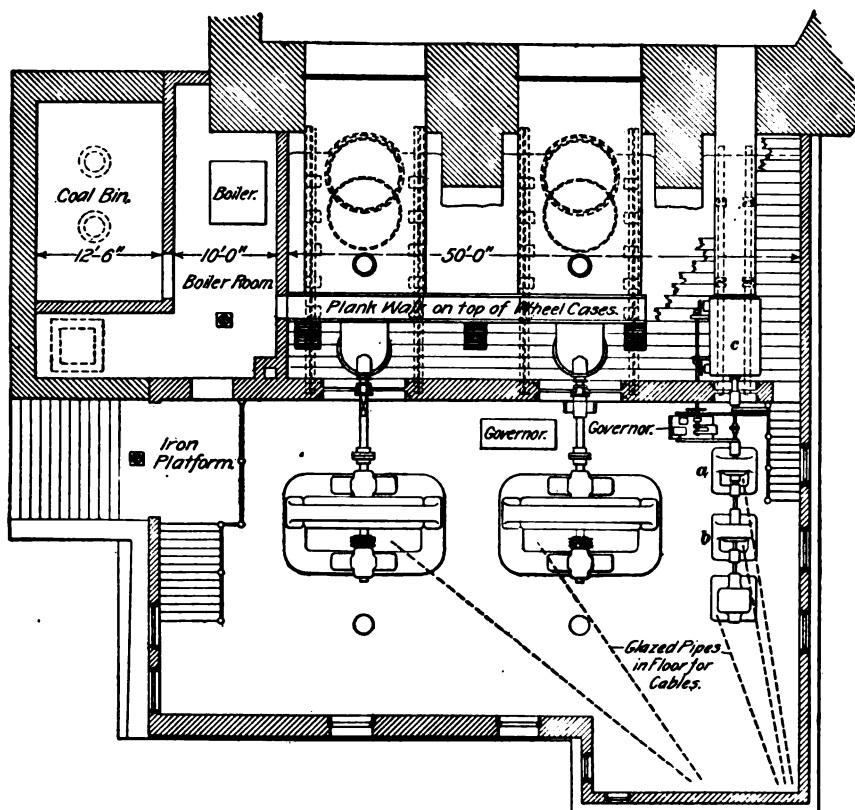 Coal Bin.
Boiler.
12'-6"
10'-0"
50'-0"
Boiler Room
Plank Walk on top of Wheel Cases.
c
Iron
Platform.
Governor.
Governor.
a
b
Glazed Pipes
in Floor for
Cables.